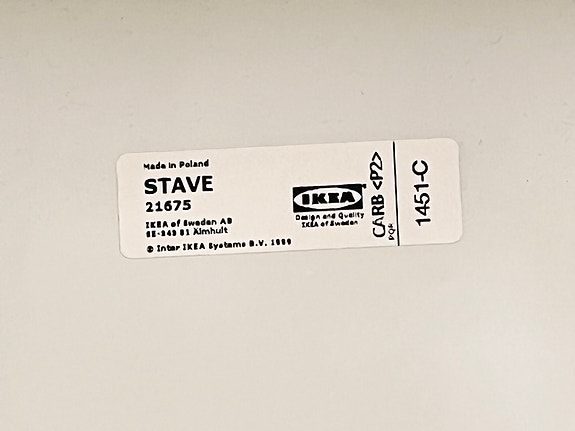 Made in Poland
STAVE
21675
IKEA of Sweden AB
SE-343 81 Älmhult
© Inter IKEA Systems B.V. 1999
IKEA
Design and Quality
IKEA of Sweden
CARB <P2>
PQR
1451-C